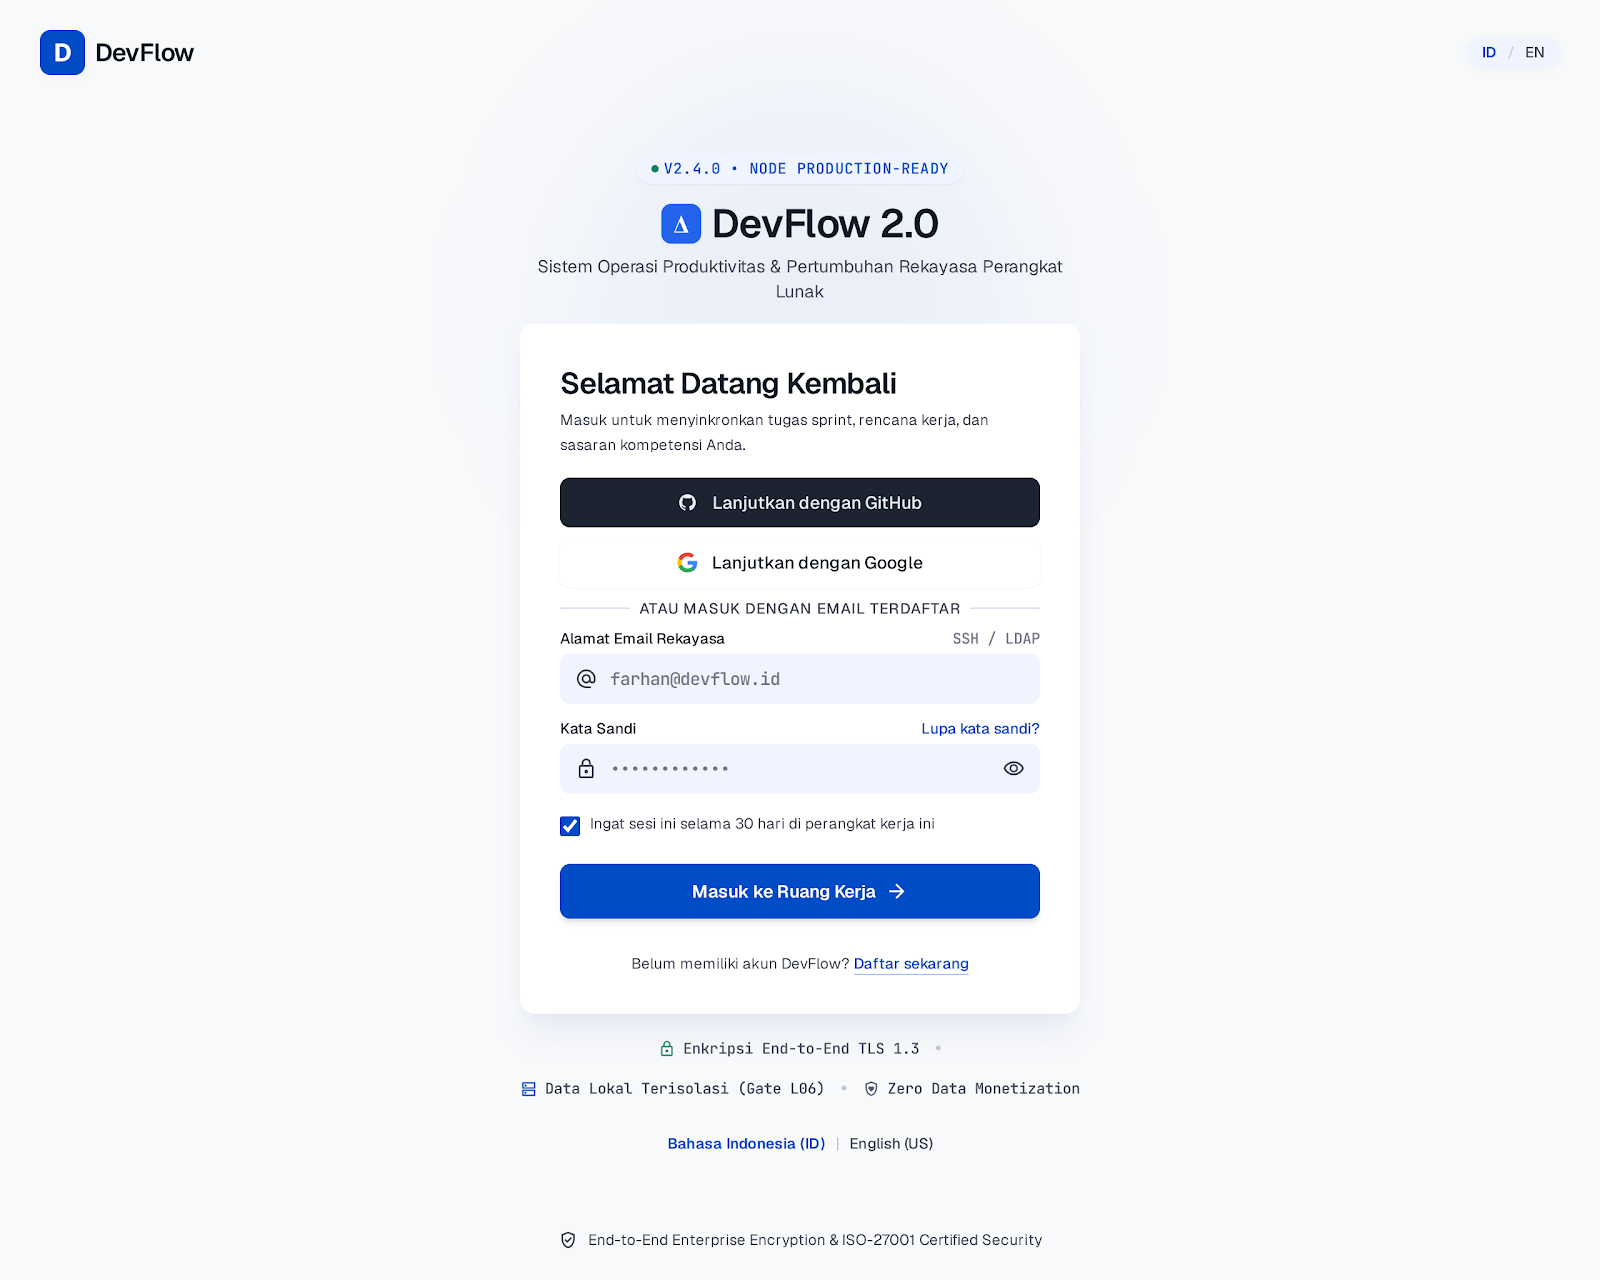 D DevFlow
ID / EN
V2.4.0 • NODE PRODUCTION-READY
DevFlow 2.0
Sistem Operasi Produktivitas & Pertumbuhan Rekayasa Perangkat
Lunak
Selamat Datang Kembali
Masuk untuk menyinkronkan tugas sprint, rencana kerja, dan
sasaran kompetensi Anda.
Lanjutkan dengan GitHub
Lanjutkan dengan Google
ATAU MASUK DENGAN EMAIL TERDAFTAR
Alamat Email Rekayasa SSH / LDAP
farhan@devflow.id
Kata Sandi Lupa kata sandi?
••••••••••••
Ingat sesi ini selama 30 hari di perangkat kerja ini
Masuk ke Ruang Kerja →
Belum memiliki akun DevFlow? Daftar sekarang
Enkripsi End-to-End TLS 1.3 •
Data Lokal Terisolasi (Gate L06) • Zero Data Monetization
Bahasa Indonesia (ID) | English (US)
End-to-End Enterprise Encryption & ISO-27001 Certified Security